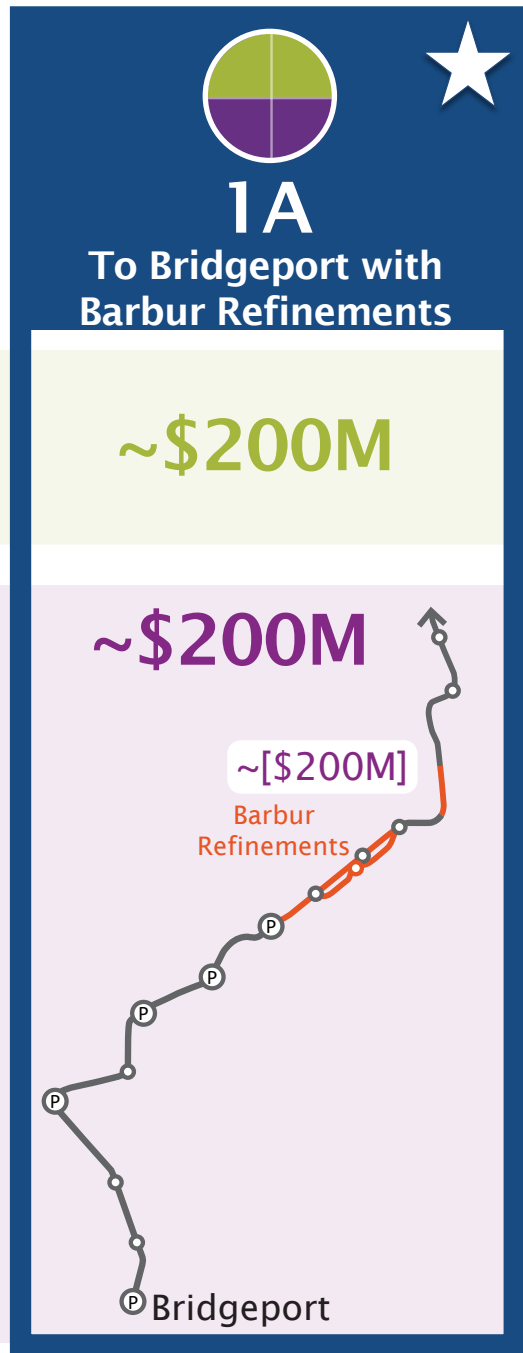 1A
To Bridgeport with
Barbur Refinements
~$200M
~$200M
~[$200M]
Barbur
Refinements
P
P
P
P
P
Bridgeport